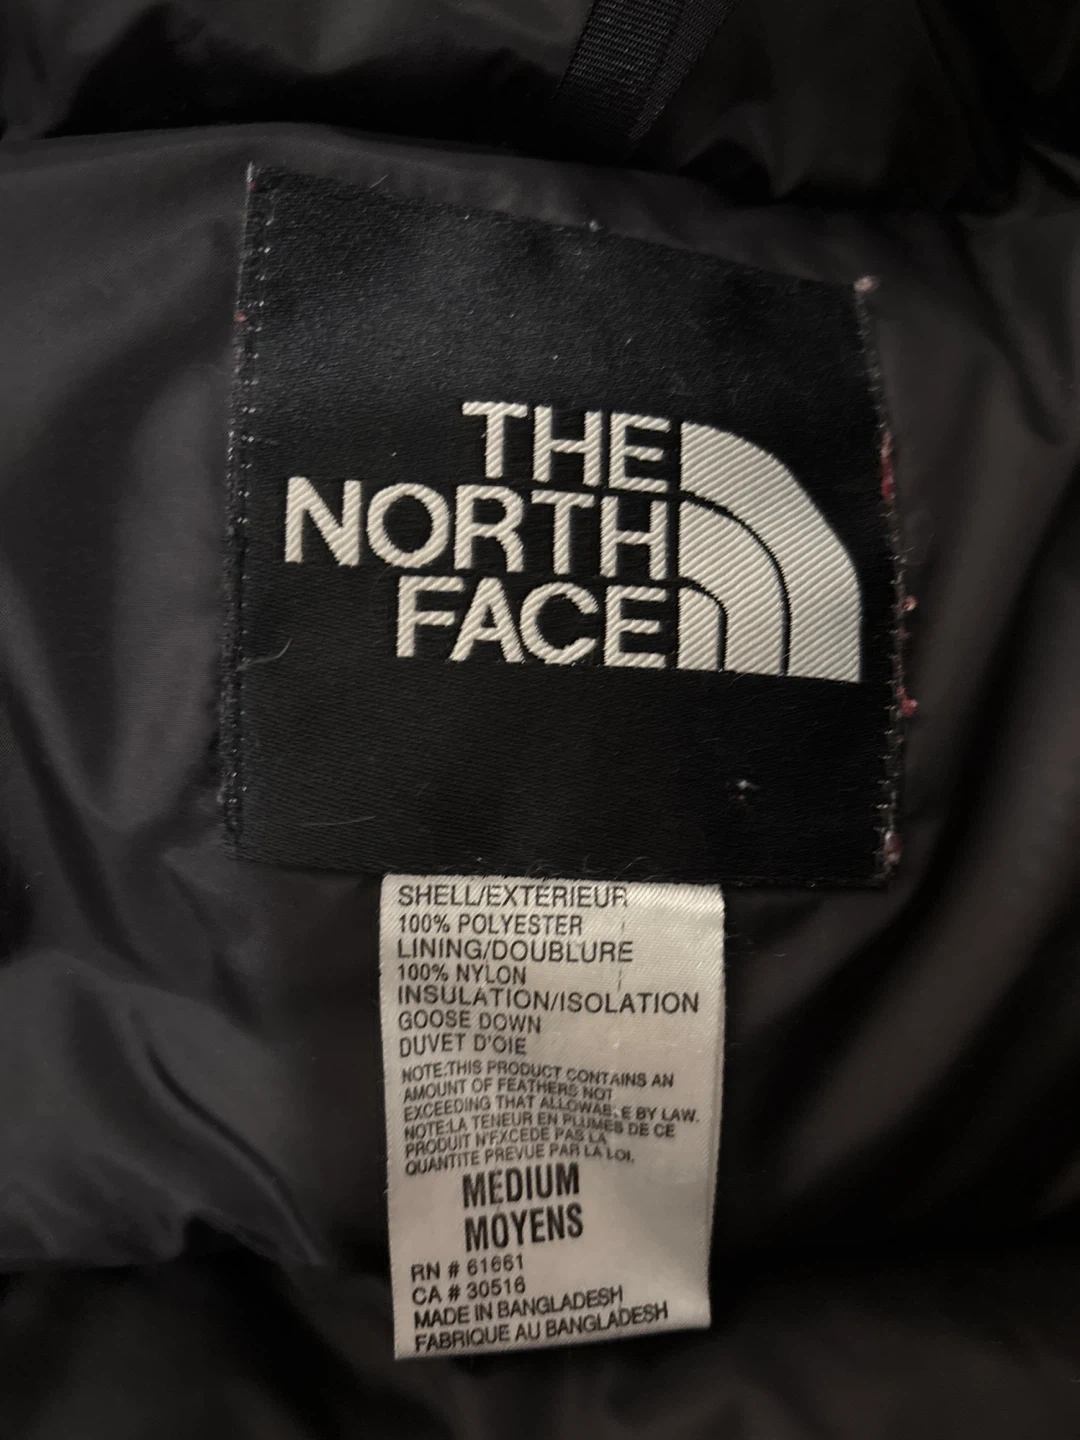 THE
NORTH
FACE
SHELL/EXTÉRIEUR
100% POLYESTER
LINING/DOUBLURE
100% NYLON
INSULATION/ISOLATION
GOOSE DOWN
DUVET D'OIE
NOTE:THIS PRODUCT CONTAINS AN
AMOUNT OF FEATHERS NOT
EXCEEDING THAT ALLOWABLE BY LAW.
NOTE:LA TENEUR EN PLUMES DE CE
PRODUIT N'EXCEDE PAS LA
QUANTITE PREVUE PAR LA LOI.
MEDIUM
MOYENS
RN # 61661
CA # 30516
MADE IN BANGLADESH
FABRIQUE AU BANGLADESH